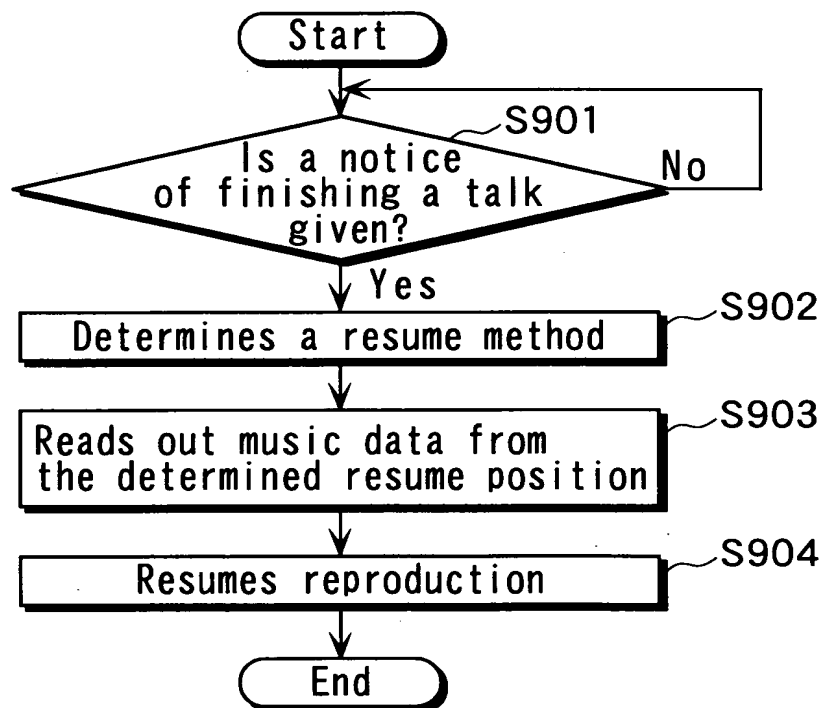 Start
S901
Is a notice
of finishing a talk
given?
No
Yes
S902
Determines a resume method
S903
Reads out music data from
the determined resume position
S904
Resumes reproduction
End